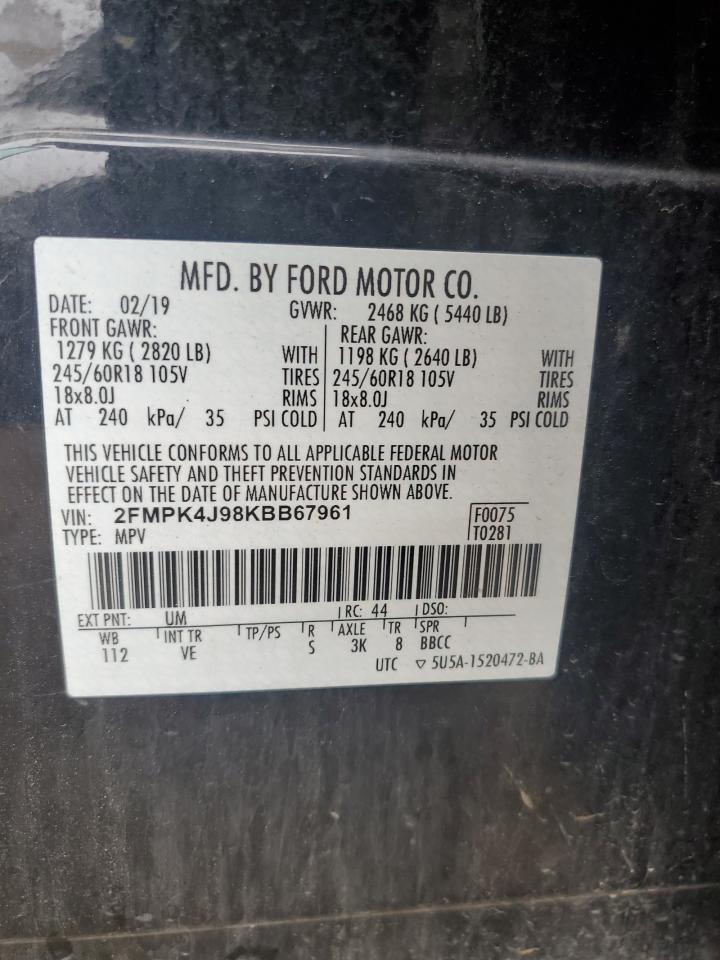 MFD. BY FORD MOTOR CO.
DATE: 02/19 GVWR: 2468 KG ( 5440 LB)
FRONT GAWR: REAR GAWR:
1279 KG ( 2820 LB) WITH 1198 KG ( 2640 LB) WITH
245/60R18 105V TIRES 245/60R18 105V TIRES
18x8.0J RIMS 18x8.0J RIMS
AT 240 kPa/ 35 PSI COLD AT 240 kPa/ 35 PSI COLD
THIS VEHICLE CONFORMS TO ALL APPLICABLE FEDERAL MOTOR
VEHICLE SAFETY AND THEFT PREVENTION STANDARDS IN
EFFECT ON THE DATE OF MANUFACTURE SHOWN ABOVE.
VIN: 2FMPK4J98KBB67961 F0075
TYPE: MPV T0281
EXT PNT: UM RC: 44 DSO:
WB INT TR TP/PS R AXLE TR SPR
112 VE S 3K 8 BBCC
UTC ▽ 5U5A-1520472-BA